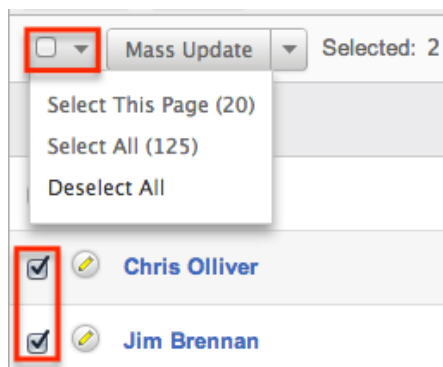 Mass Update Selected: 2
Select This Page (20)
Select All (125)
Deselect All
Chris Olliver
Jim Brennan